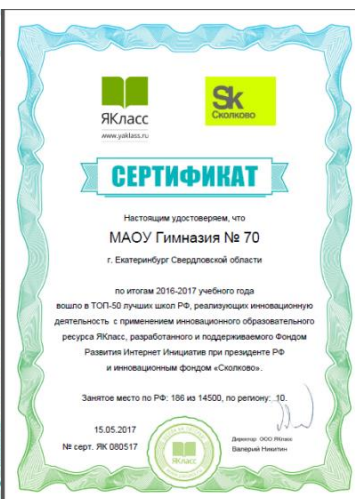 ЯКласс
www.yaklass.ru
Sk
Сколково
СЕРТИФИКАТ
Настоящим удостоверяем, что
МАОУ Гимназия № 70
г. Екатеринбург Свердловской области
по итогам 2016-2017 учебного года
вошло в ТОП-50 лучших школ РФ, реализующих инновационную
деятельность с применением инновационного образовательного
ресурса ЯКласс, разработанного и поддерживаемого Фондом
Развития Интернет Инициатив при президенте РФ
и инновационным фондом «Сколково».
Занятое место по РФ: 186 из 14500, по региону: 10.
15.05.2017
№ серт. ЯК 080517
ЯКласс
Директор ООО ЯКласс
Валерий Никитин